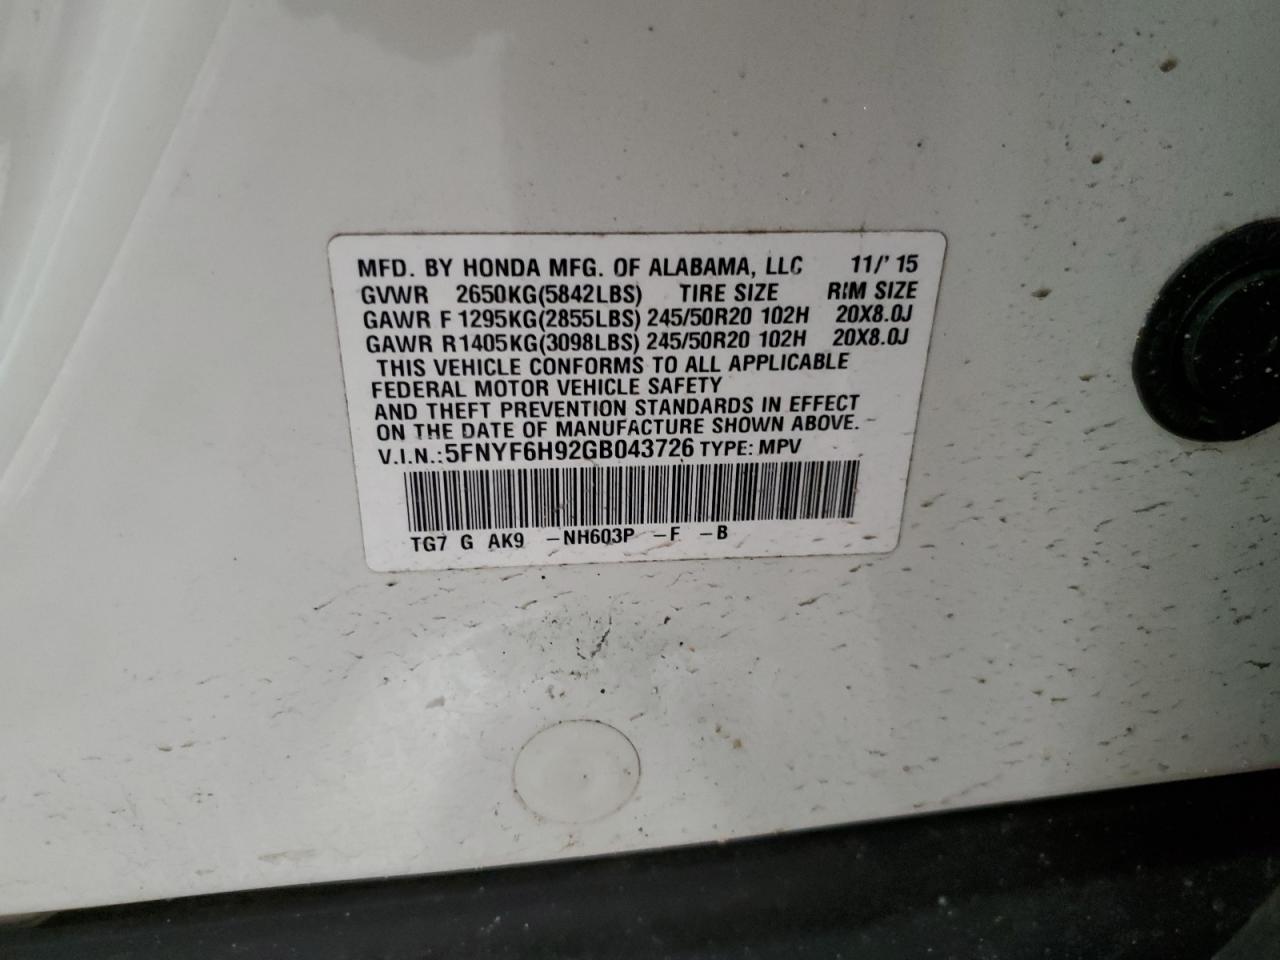 MFD. BY HONDA MFG. OF ALABAMA, LLC 11/' 15
GVWR 2650KG(5842LBS) TIRE SIZE RIM SIZE
GAWR F 1295KG(2855LBS) 245/50R20 102H 20X8.0J
GAWR R1405KG(3098LBS) 245/50R20 102H 20X8.0J
THIS VEHICLE CONFORMS TO ALL APPLICABLE
FEDERAL MOTOR VEHICLE SAFETY
AND THEFT PREVENTION STANDARDS IN EFFECT
ON THE DATE OF MANUFACTURE SHOWN ABOVE.
V.I.N.:5FNYF6H92GB043726 TYPE: MPV
TG7 G AK9 -NH603P -F -B